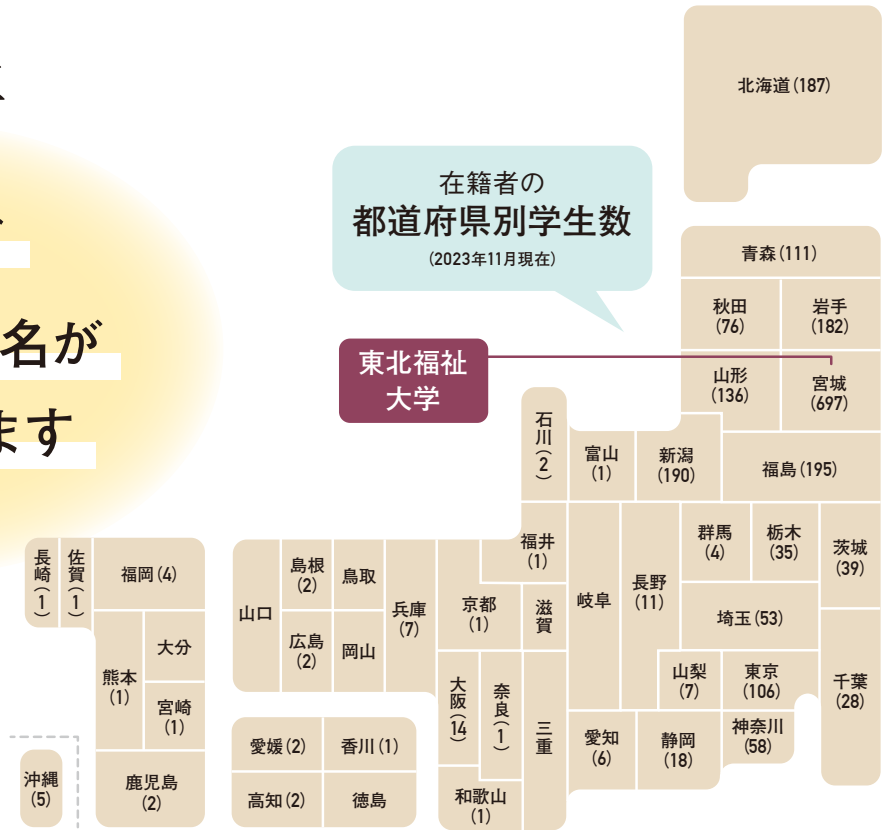 名が
ます
在籍者の
都道府県別学生数
(2023年11月現在)
東北福祉
大学
北海道(187)
青森(111)
秋田
(76)
岩手
(182)
山形
(136)
宮城
(697)
石川(2)
富山
(1)
新潟
(190)
福島(195)
福井
(1)
岐阜
長野
(11)
群馬
(4)
栃木
(35)
茨城
(39)
埼玉(53)
山梨
(7)
東京
(106)
千葉
(28)
神奈川
(58)
愛知
(6)
静岡
(18)
滋賀
三重
京都
(1)
大阪(14)
奈良(1)
和歌山
(1)
兵庫
(7)
鳥取
岡山
島根
(2)
広島
(2)
山口
愛媛(2)
香川(1)
高知(2)
徳島
長崎(1)
佐賀(1)
福岡(4)
熊本
(1)
大分
宮崎
(1)
鹿児島
(2)
沖縄
(5)